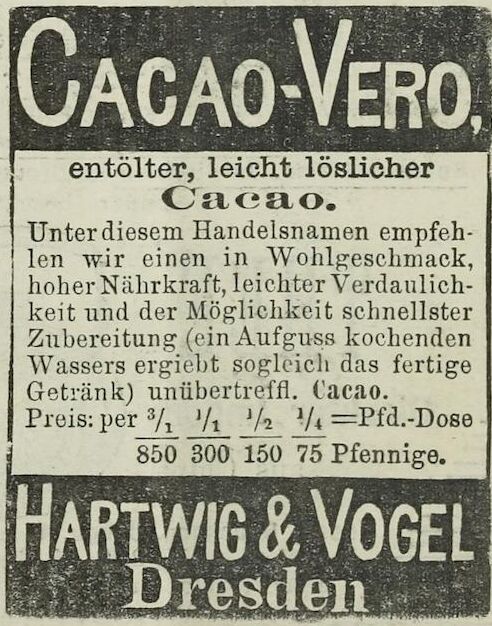 CACAO-VERO,
entölter, leicht löslicher
Cacao.
Unter diesem Handelsnamen empfeh-
len wir einen in Wohlgeschmack,
hoher Nährkraft, leichter Verdaulich-
keit und der Möglichkeit schnellster
Zubereitung (ein Aufguss kochenden
Wassers ergiebt sogleich das fertige
Getränk) unübertreffl. Cacao.
Preis: per 3/1 1/1 1/2 1/4 =Pfd.-Dose
850 300 150 75 Pfennige.
HARTWIG & VOGEL
Dresden